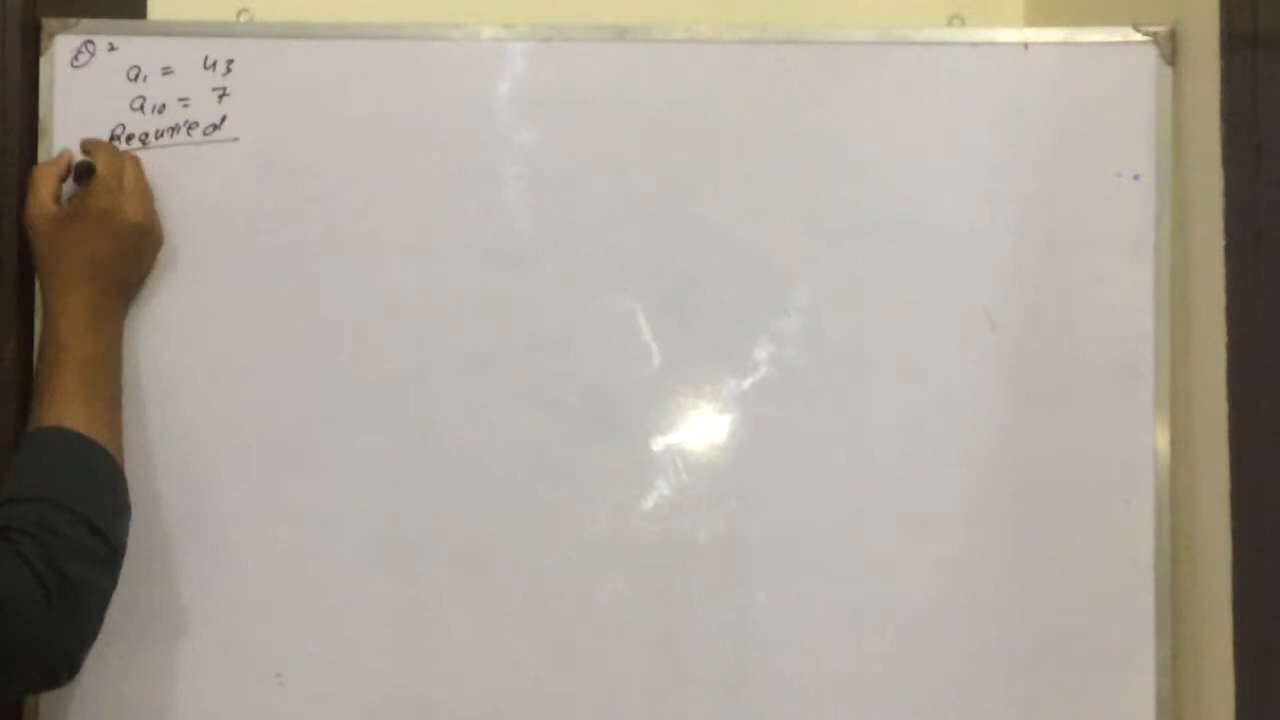 Q 2
a₁ = 43
a₁₀ = 7
Required